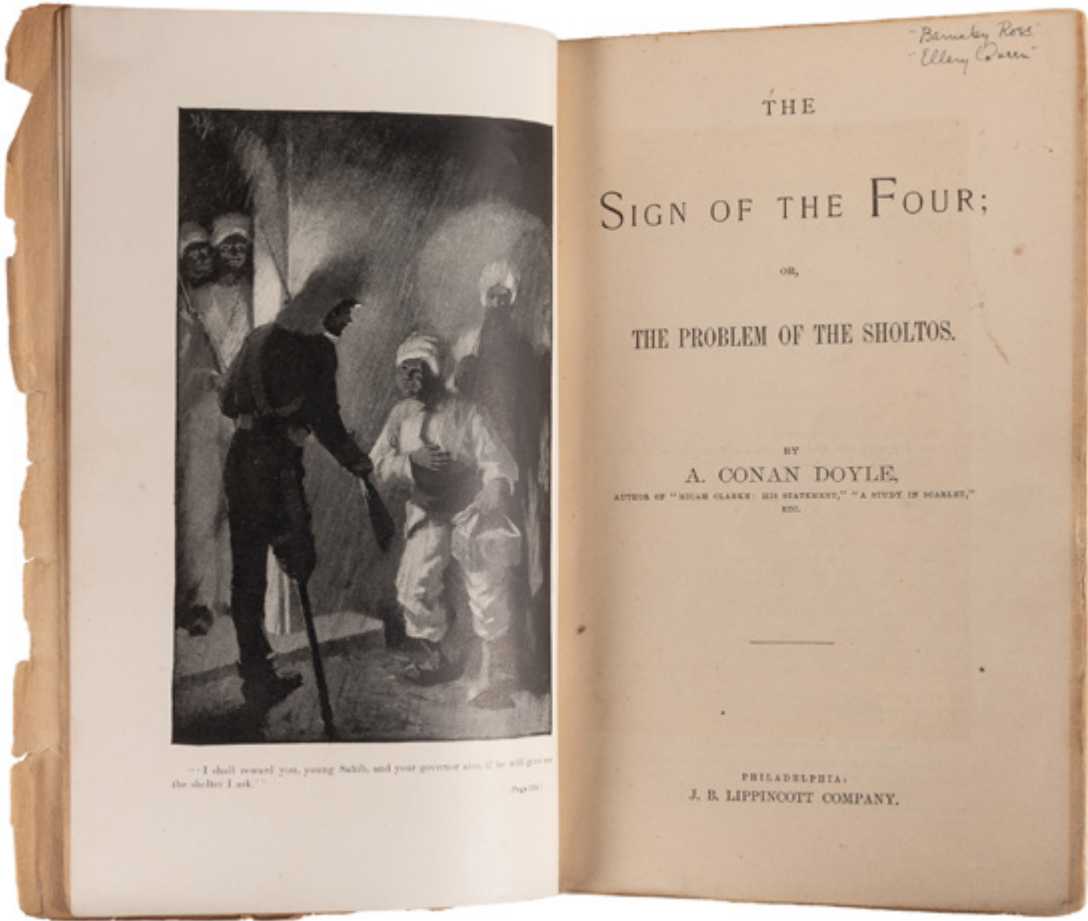 "I shall reward you, young Sahib, and your governor also, if he will give me
the shelter I ask."
"Barnaby Ross"
"Ellery Queen"
THE
SIGN OF THE FOUR;
OR,
THE PROBLEM OF THE SHOLTOS.
BY
A. CONAN DOYLE,
AUTHOR OF "MICAH CLARKE: HIS STATEMENT," "A STUDY IN SCARLET,"
ETC.
PHILADELPHIA:
J. B. LIPPINCOTT COMPANY.